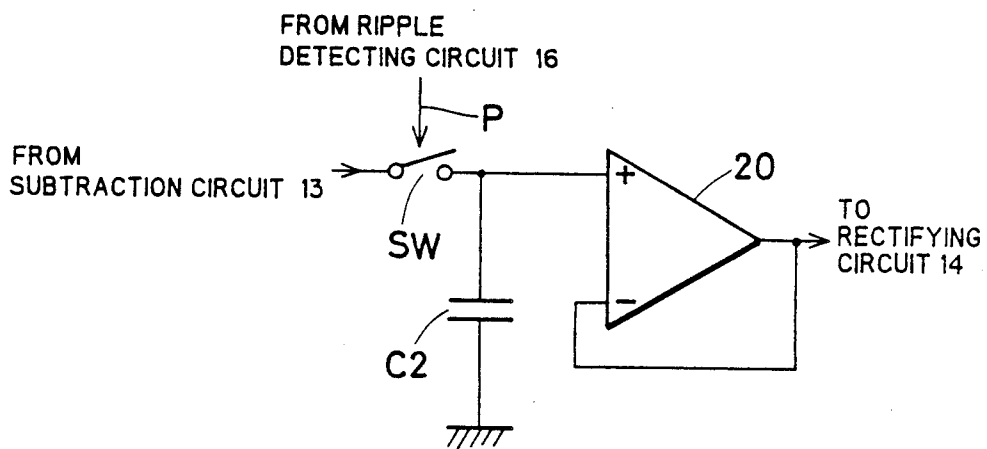 FROM RIPPLE
DETECTING CIRCUIT 16
P
FROM
SUBTRACTION CIRCUIT 13
SW
+
20
TO
RECTIFYING
CIRCUIT 14
−
C2